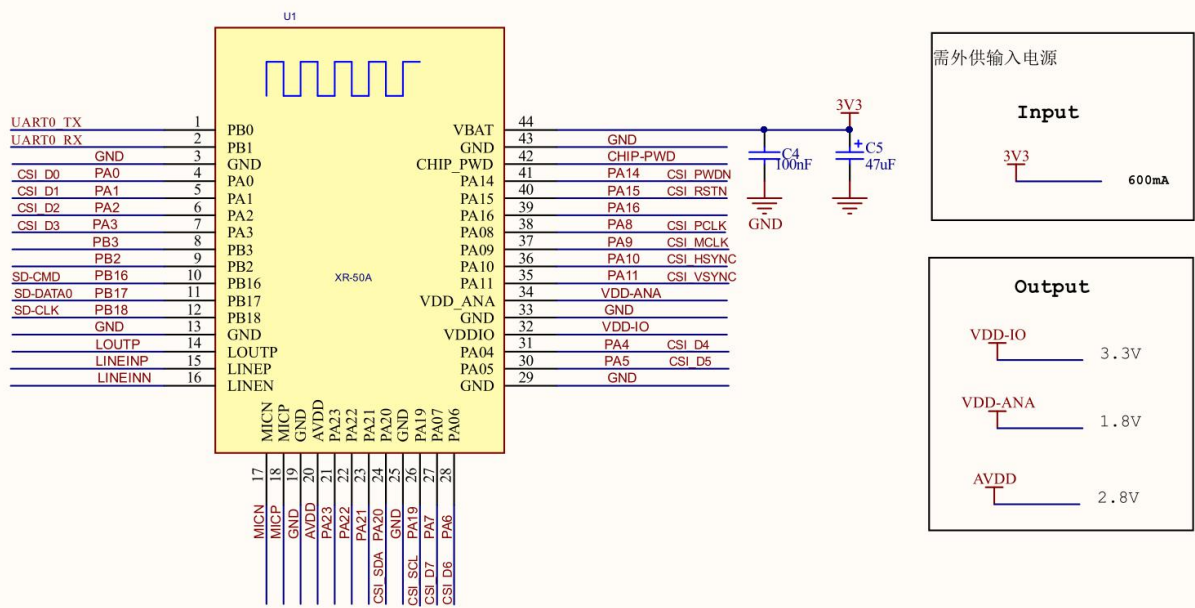 U1
UART0_TX 1 PB0
UART0_RX 2 PB1
GND 3 GND
CSI_D0 PA0 4 PA0
CSI_D1 PA1 5 PA1
CSI_D2 PA2 6 PA2
CSI_D3 PA3 7 PA3
PB3 8 PB3
PB2 9 PB2
SD-CMD PB16 10 PB16
SD-DATA0 PB17 11 PB17
SD-CLK PB18 12 PB18
GND 13 GND
LOUTP 14 LOUTP
LINEINP 15 LINEP
LINEINN 16 LINEN
XR-50A
VBAT 44
GND 43 GND
CHIP_PWD 42 CHIP-PWD
PA14 41 PA14 CSI_PWDN
PA15 40 PA15 CSI_RSTN
PA16 39 PA16
PA08 38 PA8 CSI_PCLK
PA09 37 PA9 CSI_MCLK
PA10 36 PA10 CSI_HSYNC
PA11 35 PA11 CSI_VSYNC
VDD_ANA 34 VDD-ANA
GND 33 GND
VDDIO 32 VDD-IO
PA04 31 PA4 CSI_D4
PA05 30 PA5 CSI_D5
GND 29 GND
MICN 17 MICN
MICP 18 MICP
GND 19 GND
AVDD 20 AVDD
PA23 21 PA23
PA22 22 PA22
PA21 23 PA21
PA20 24 PA20 CSI_SDA
GND 25 GND
PA19 26 PA19 CSI_SCL
PA07 27 PA7 CSI_D7
PA06 28 PA6 CSI_D6
3V3
C4
100nF
+
C5
47uF
GND
需外供输入电源
Input
3V3
600mA
Output
VDD-IO
3.3V
VDD-ANA
1.8V
AVDD
2.8V